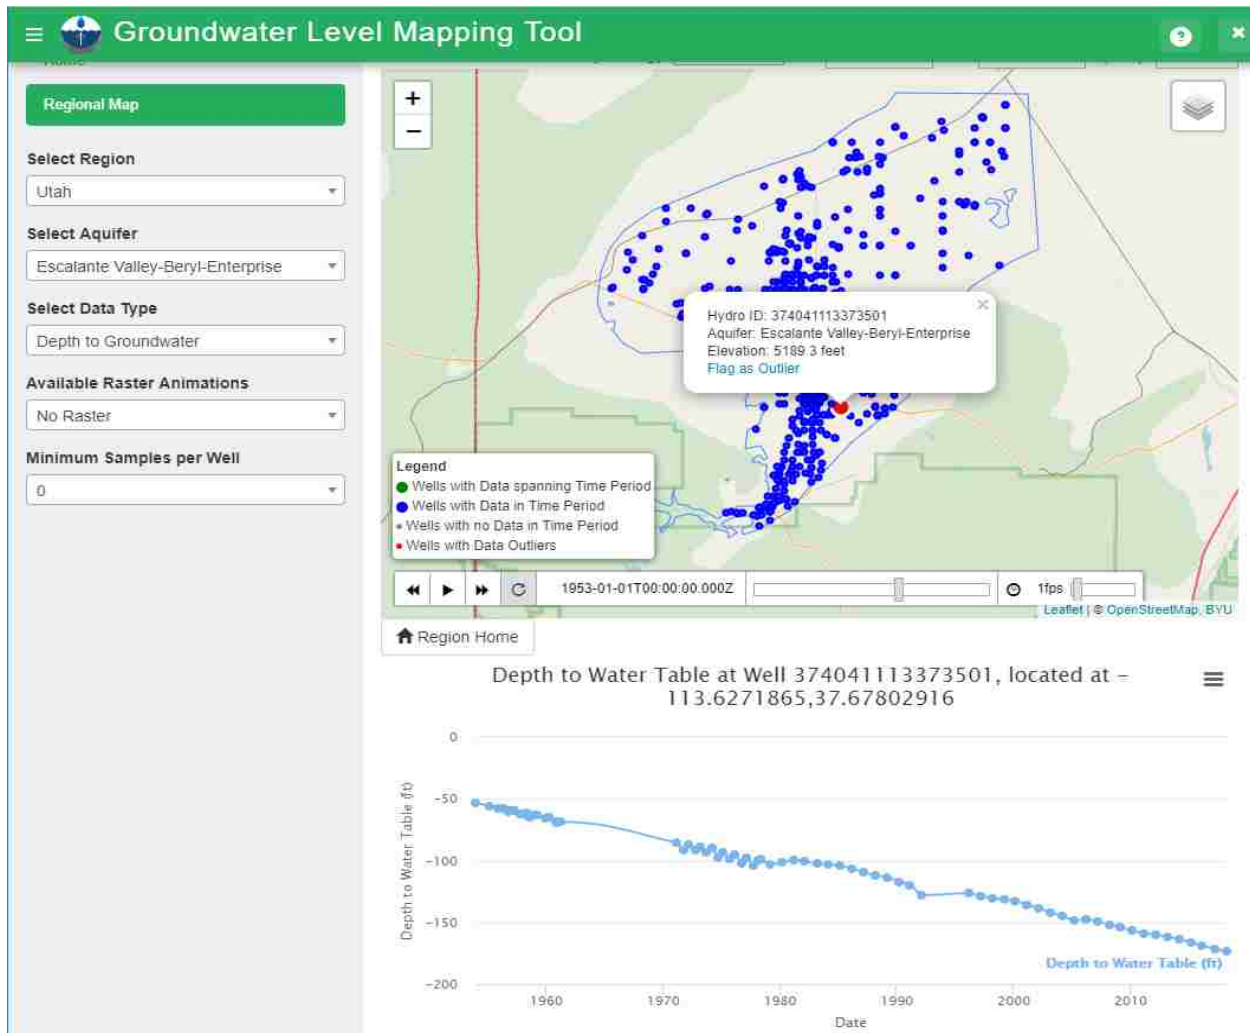 Groundwater Level Mapping Tool
Home
Regional Map
Select Region
Utah
Select Aquifer
Escalante Valley-Beryl-Enterprise
Select Data Type
Depth to Groundwater
Available Raster Animations
No Raster
Minimum Samples per Well
0
+
−
Hydro ID: 374041113373501
Aquifer: Escalante Valley-Beryl-Enterprise
Elevation: 5189.3 feet
Flag as Outlier
Legend
Wells with Data spanning Time Period
Wells with Data in Time Period
Wells with no Data in Time Period
Wells with Data Outliers
1953-01-01T00:00:00.000Z
1fps
Leaflet | © OpenStreetMap, BYU
Region Home
Depth to Water Table at Well 374041113373501, located at -
113.6271865,37.67802916
Depth to Water Table (ft)
0
-50
-100
-150
-200
Depth to Water Table (ft)
1960
1970
1980
1990
2000
2010
Date